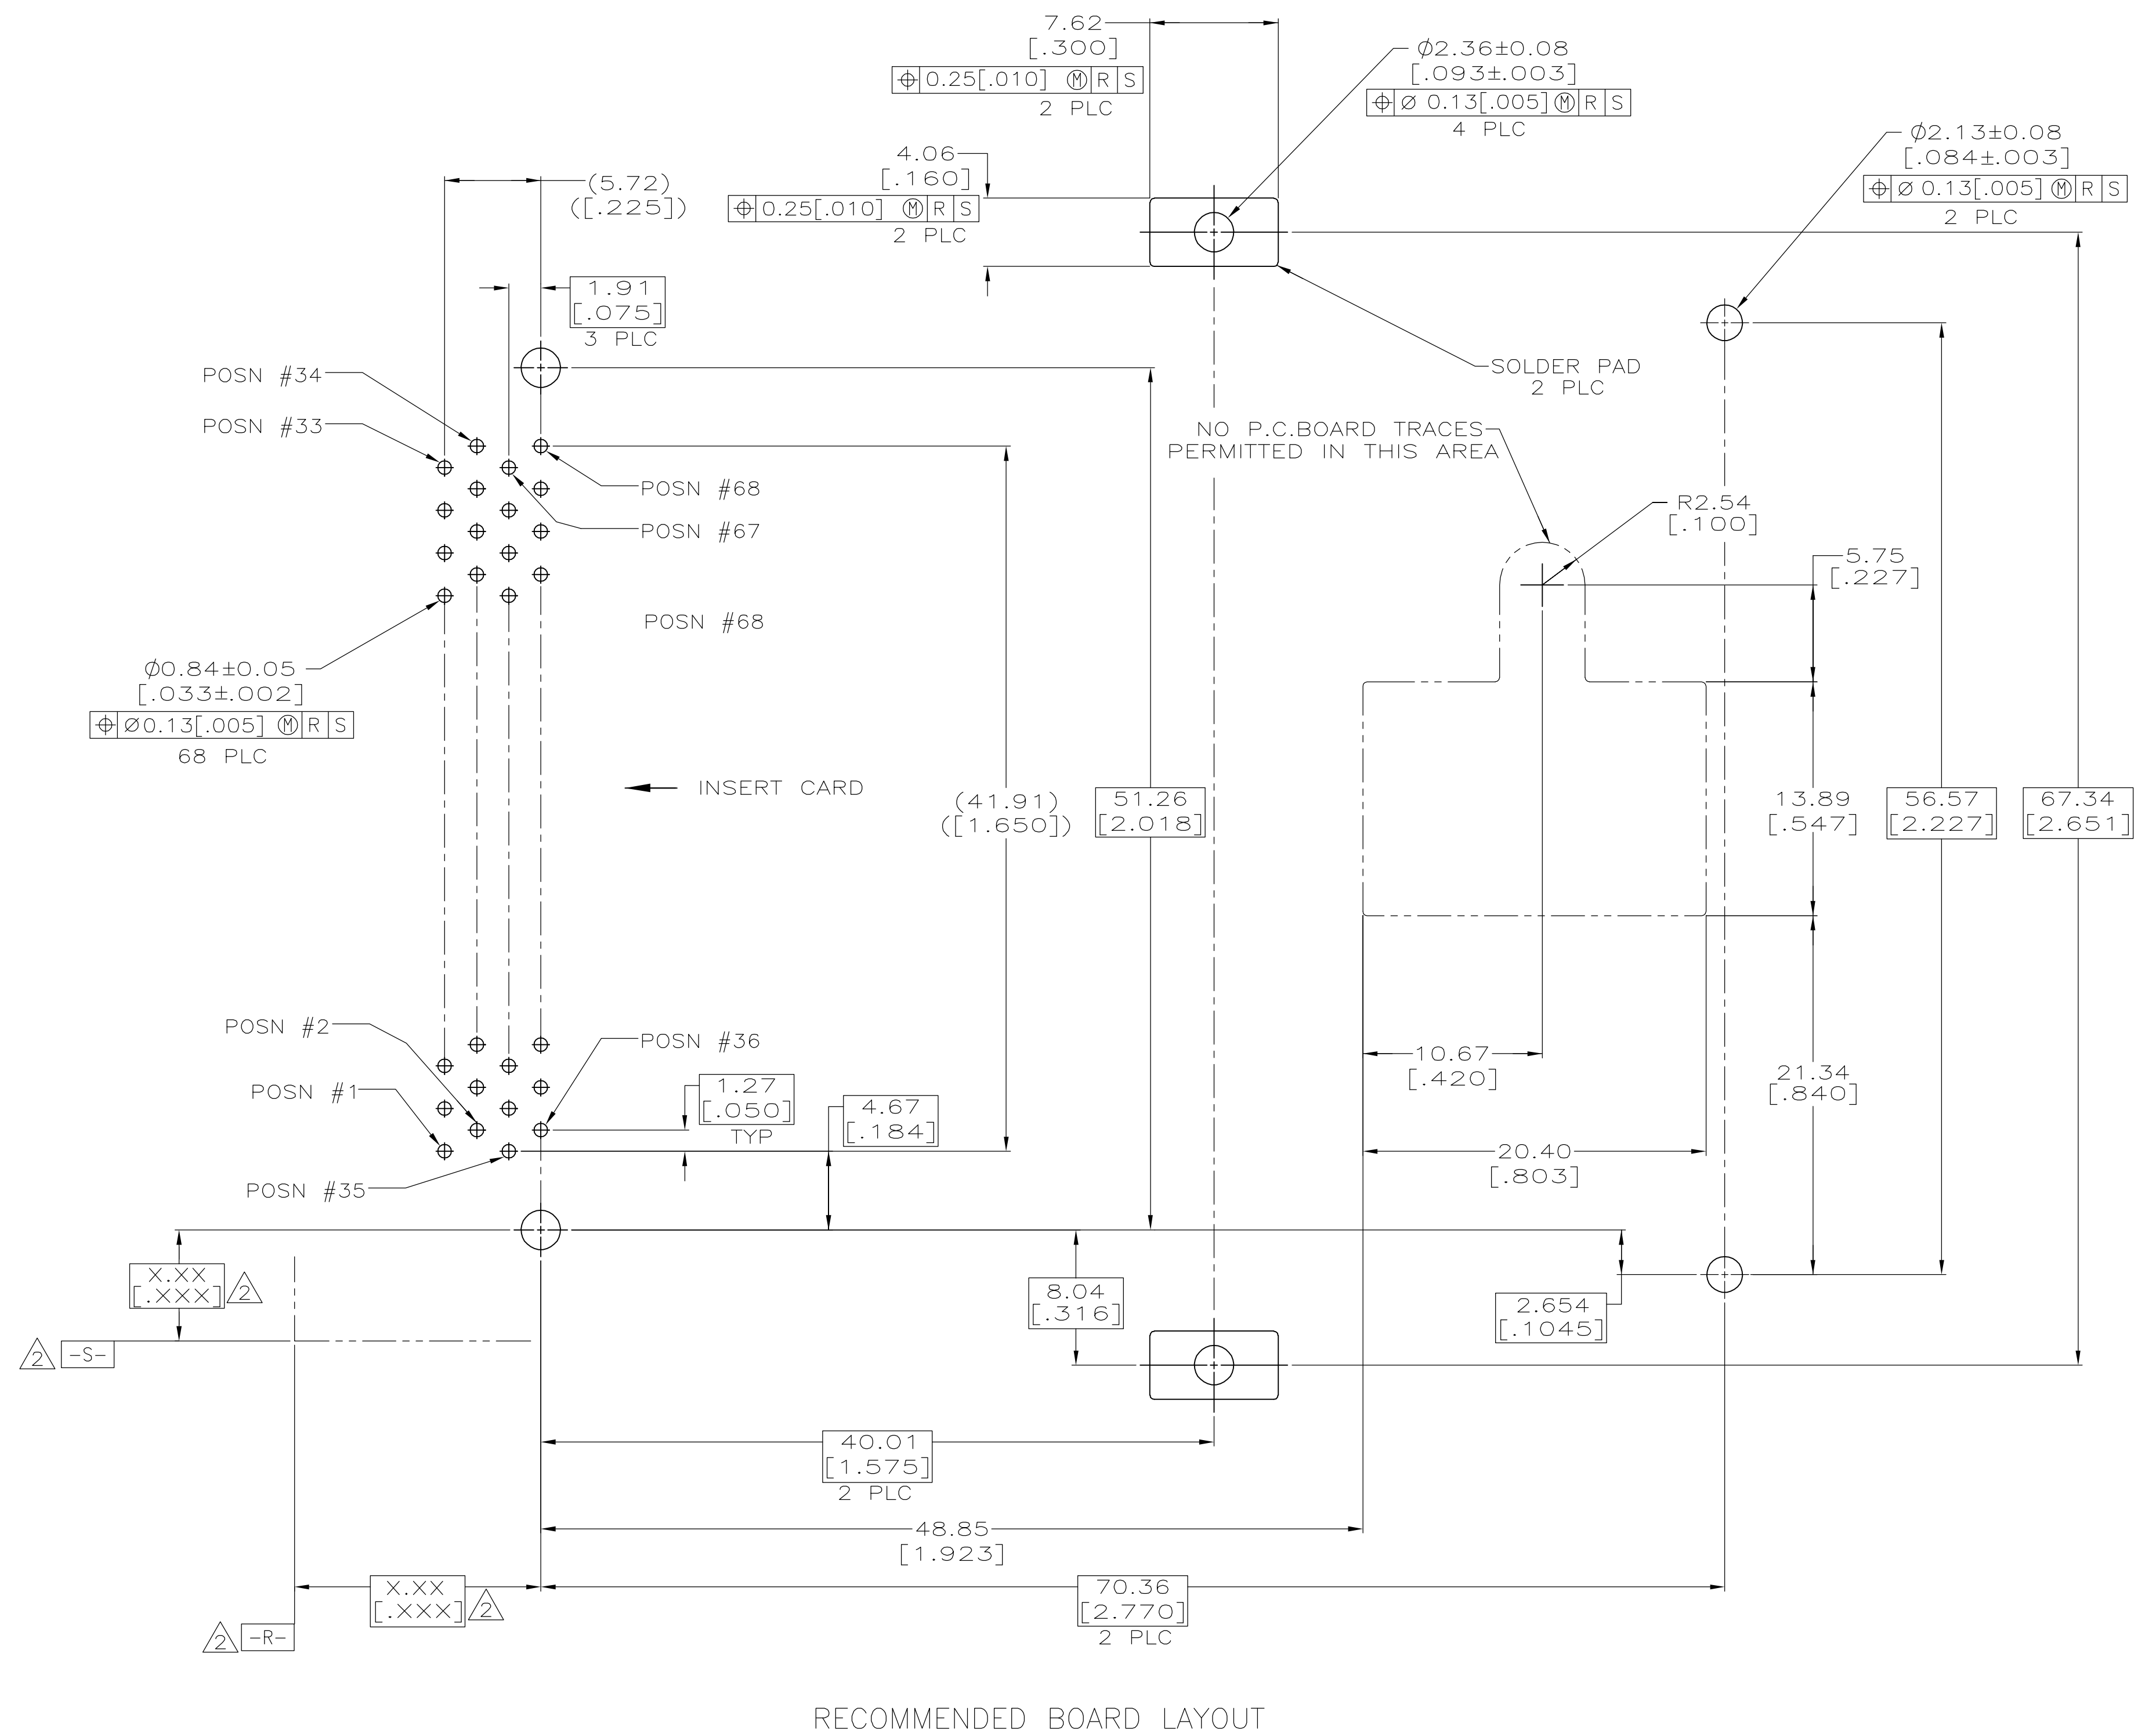 7.62
[.300]
⌖ 0.25[.010] Ⓜ R S
2 PLC
Ø2.36±0.08
[.093±.003]
⌖ Ø 0.13[.005] Ⓜ R S
4 PLC
Ø2.13±0.08
[.084±.003]
⌖ Ø 0.13[.005] Ⓜ R S
2 PLC
4.06
[.160]
⌖ 0.25[.010] Ⓜ R S
2 PLC
(5.72)
([.225])
1.91
[.075]
3 PLC
POSN #34
POSN #33
SOLDER PAD
2 PLC
NO P.C.BOARD TRACES
PERMITTED IN THIS AREA
POSN #68
POSN #67
R2.54
[.100]
5.75
[.227]
POSN #68
Ø0.84±0.05
[.033±.002]
⌖ Ø0.13[.005] Ⓜ R S
68 PLC
INSERT CARD
(41.91)
([1.650])
51.26
[2.018]
13.89
[.547]
56.57
[2.227]
67.34
[2.651]
POSN #2
POSN #36
POSN #1
1.27
[.050]
TYP
4.67
[.184]
10.67
[.420]
21.34
[.840]
20.40
[.803]
POSN #35
X.XX
[.XXX]
2
8.04
[.316]
2.654
[.1045]
2
-S-
40.01
[1.575]
2 PLC
48.85
[1.923]
X.XX
[.XXX]
2
70.36
[2.770]
2 PLC
2
-R-
RECOMMENDED BOARD LAYOUT